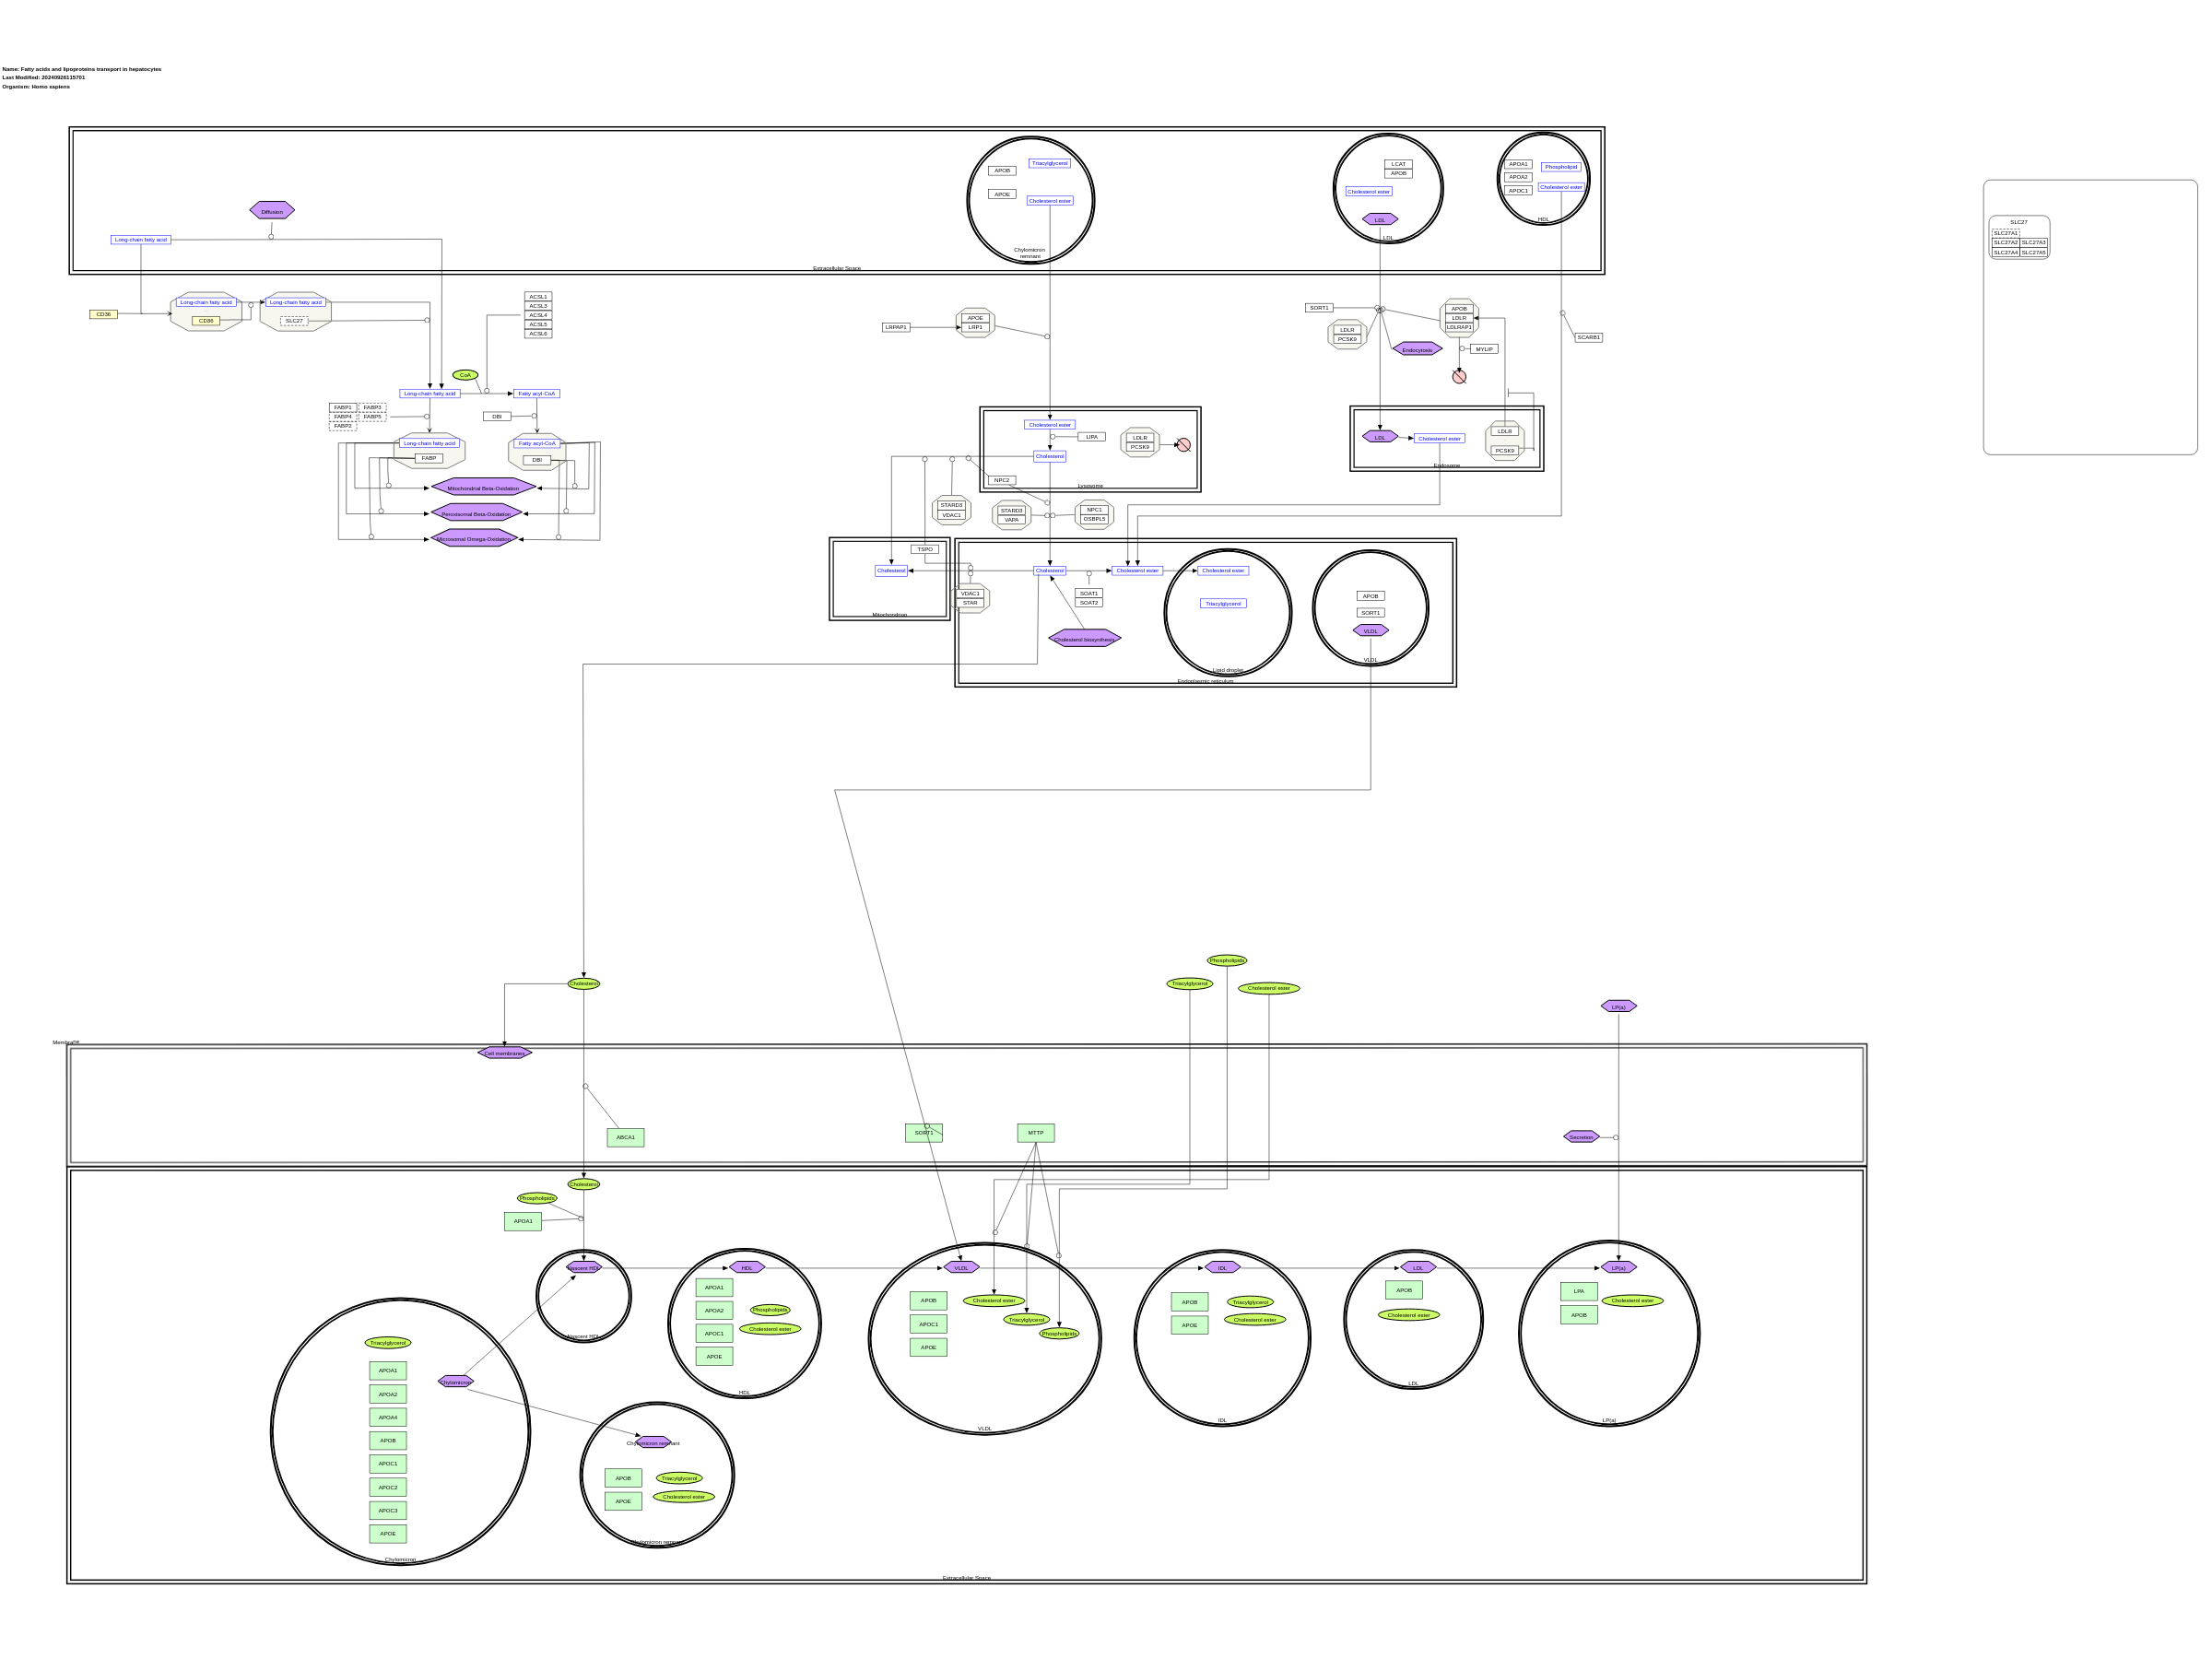 Name: Fatty acids and lipoproteins transport in hepatocytes
Last Modified: 20240926115701
Organism: Homo sapiens
Diffusion
Long-chain fatty acid
APOB
Triacylglycerol
APOE
Cholesterol ester
Chylomicron
remnant
LCAT
APOB
Cholesterol ester
LDL
LDL
APOA1
Phospholipid
APOA2
Cholesterol ester
APOC1
HDL
Extracellular Space
SLC27
SLC27A1
SLC27A2
SLC27A3
SLC27A4
SLC27A5
CD36
Long-chain fatty acid
CD36
Long-chain fatty acid
SLC27
ACSL1
ACSL3
ACSL4
ACSL5
ACSL6
LRPAP1
APOE
LRP1
SORT1
LDLR
PCSK9
APOB
LDLR
LDLRAP1
Endocytosis
MYLIP
SCARB1
CoA
Long-chain fatty acid
Fatty acyl-CoA
FABP1
FABP3
FABP4
FABP5
FABP2
DBI
Long-chain fatty acid
FABP
Fatty acyl-CoA
DBI
Mitochondrial Beta-Oxidation
Peroxisomal Beta-Oxidation
Microsomal Omega-Oxidation
Cholesterol ester
LIPA
Cholesterol
LDLR
PCSK9
NPC2
Lysosome
LDL
Cholesterol ester
LDLR
PCSK9
Endosome
STARD3
VDAC1
STARD3
VAPA
NPC1
OSBPL5
TSPO
Cholesterol
Mitochondrion
Cholesterol
Cholesterol ester
Cholesterol ester
VDAC1
STAR
SOAT1
SOAT2
Triacylglycerol
Cholesterol biosynthesis
Lipid droplet
APOB
SORT1
VLDL
VLDL
Endoplasmic reticulum
Phospholipids
Cholesterol
Triacylglycerol
Cholesterol ester
LP(a)
Cell membranes
ABCA1
SORT1
MTTP
Secretion
Cholesterol
Phospholipids
APOA1
Nascent HDL
Nascent HDL
HDL
APOA1
APOA2
Phospholipids
APOC1
Cholesterol ester
APOE
HDL
VLDL
APOB
Cholesterol ester
APOC1
Triacylglycerol
Phospholipids
APOE
VLDL
IDL
APOB
Triacylglycerol
APOE
Cholesterol ester
IDL
LDL
APOB
Cholesterol ester
LDL
LP(a)
LPA
Cholesterol ester
APOB
LP(a)
Triacylglycerol
APOA1
Chylomicron
APOA2
APOA4
APOB
APOC1
APOC2
APOC3
APOE
Chylomicron
Chylomicron remnant
APOB
Triacylglycerol
APOE
Cholesterol ester
Chylomicron remnant
Extracellular Space